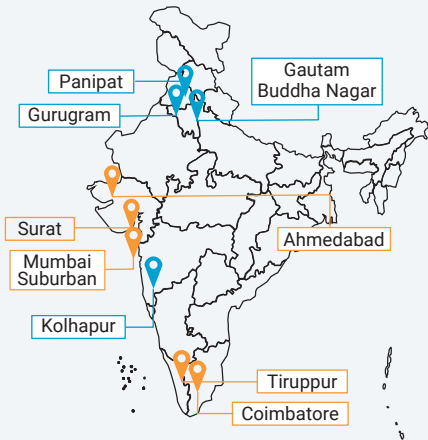 Panipat
Gautam
Buddha Nagar
Gurugram
Surat
Ahmedabad
Mumbai
Suburban
Kolhapur
Tiruppur
Coimbatore